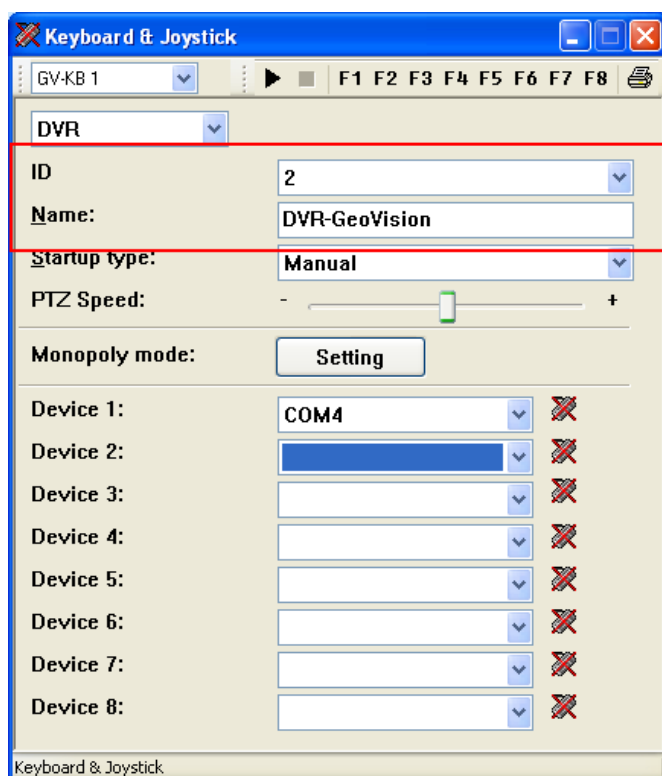 Keyboard & Joystick
GV-KB 1 F1 F2 F3 F4 F5 F6 F7 F8
DVR
ID 2
Name: DVR-GeoVision
Startup type: Manual
PTZ Speed: - +
Monopoly mode: Setting
Device 1: COM4
Device 2:
Device 3:
Device 4:
Device 5:
Device 6:
Device 7:
Device 8:
Keyboard & Joystick